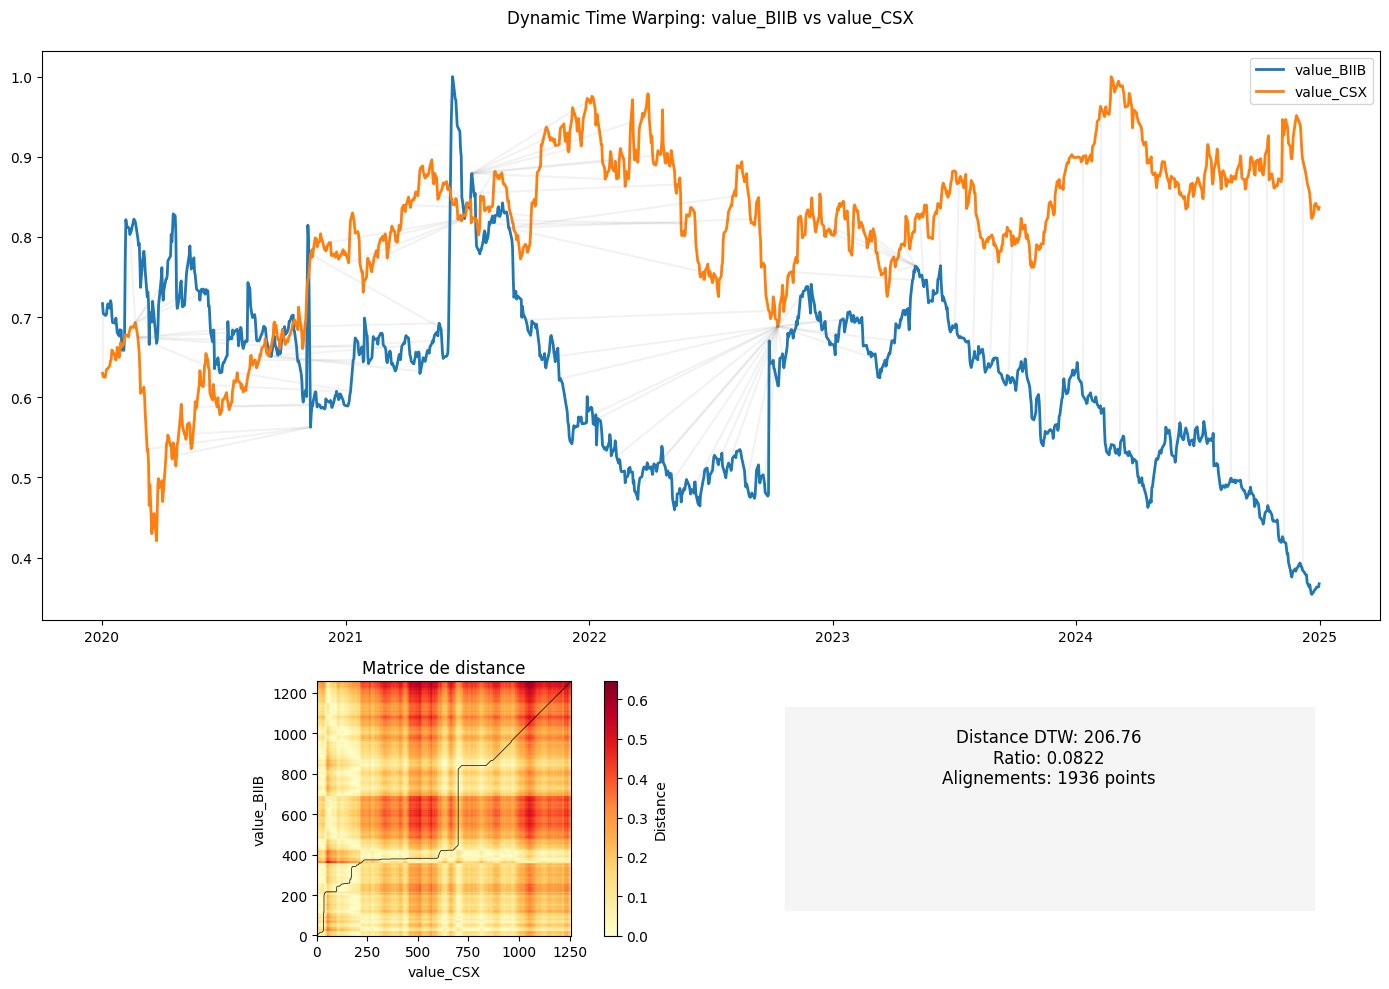 Dynamic Time Warping: value_BIIB vs value_CSX
value_BIIB
value_CSX
1.0
0.9
0.8
0.7
0.6
0.5
0.4
2020 2021 2022 2023 2024 2025
Matrice de distance
value_BIIB
1200
1000
800
600
400
200
0
0 250 500 750 1000 1250
value_CSX
0.6
0.5
0.4
0.3
0.2
0.1
0.0
Distance
Distance DTW: 206.76
Ratio: 0.0822
Alignements: 1936 points